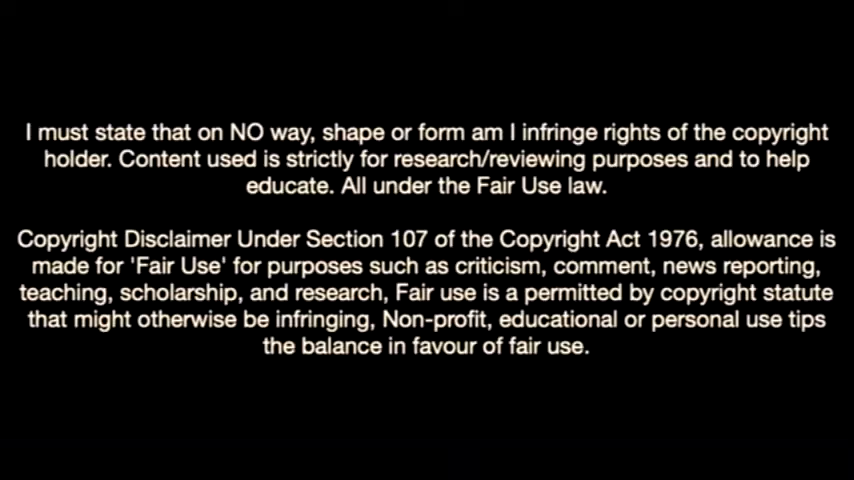 I must state that on NO way, shape or form am I infringe rights of the copyright
holder. Content used is strictly for research/reviewing purposes and to help
educate. All under the Fair Use law.
Copyright Disclaimer Under Section 107 of the Copyright Act 1976, allowance is
made for 'Fair Use' for purposes such as criticism, comment, news reporting,
teaching, scholarship, and research, Fair use is a permitted by copyright statute
that might otherwise be infringing, Non-profit, educational or personal use tips
the balance in favour of fair use.